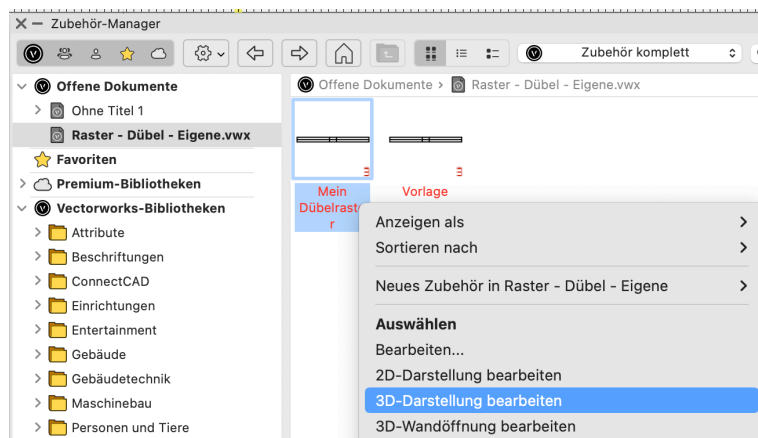 Zubehör-Manager
Zubehör komplett
Offene Dokumente
Ohne Titel 1
Raster - Dübel - Eigene.vwx
Favoriten
Premium-Bibliotheken
Vectorworks-Bibliotheken
Attribute
Beschriftungen
ConnectCAD
Einrichtungen
Entertainment
Gebäude
Gebäudetechnik
Maschinebau
Personen und Tiere
Offene Dokumente › Raster - Dübel - Eigene.vwx
Mein
Dübelraste
r
Vorlage
Anzeigen als
Sortieren nach
Neues Zubehör in Raster - Dübel - Eigene
Auswählen
Bearbeiten...
2D-Darstellung bearbeiten
3D-Darstellung bearbeiten
3D-Wandöffnung bearbeiten